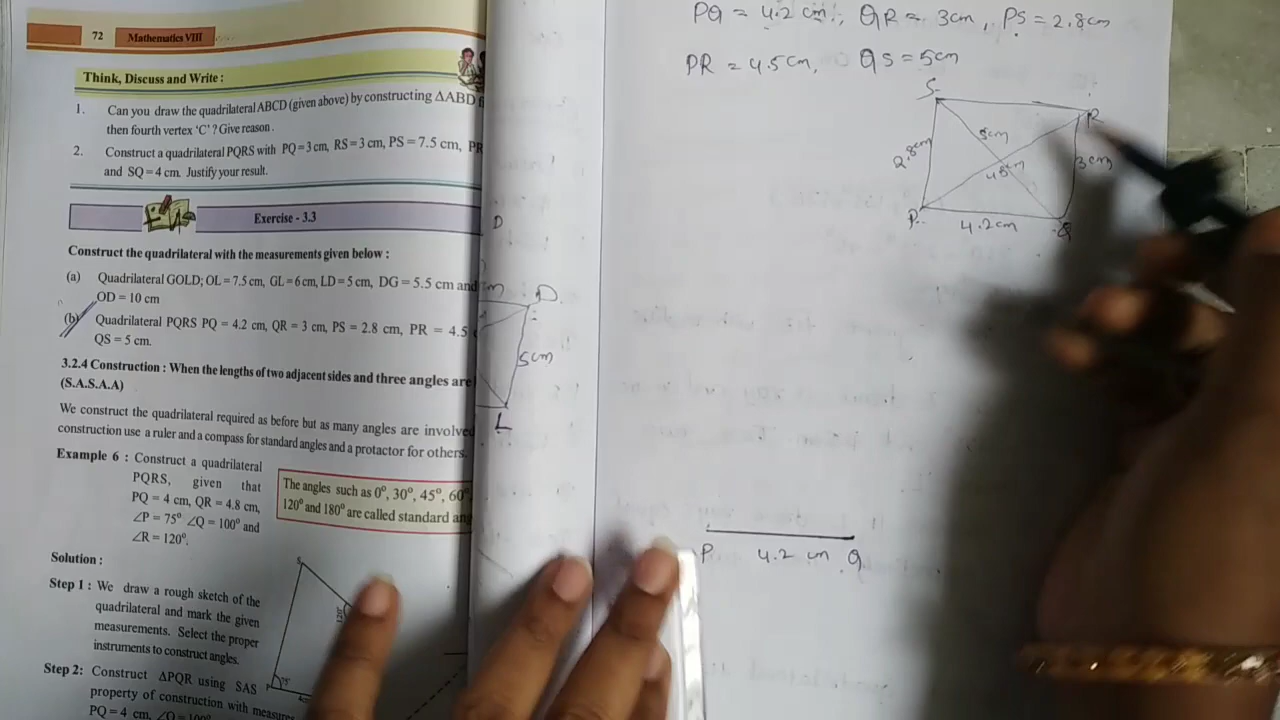 72 Mathematics VIII
Think, Discuss and Write :
1. Can you draw the quadrilateral ABCD (given above) by constructing ΔABD
then fourth vertex 'C' ? Give reason.
2. Construct a quadrilateral PQRS with PQ = 3 cm, RS = 3 cm, PS = 7.5 cm, PR
and SQ = 4 cm. Justify your result.
Exercise - 3.3
Construct the quadrilateral with the measurements given below :
(a) Quadrilateral GOLD; OL = 7.5 cm, GL = 6 cm, LD = 5 cm, DG = 5.5 cm and
OD = 10 cm
(b) Quadrilateral PQRS PQ = 4.2 cm, QR = 3 cm, PS = 2.8 cm, PR = 4.5
QS = 5 cm.
3.2.4 Construction : When the lengths of two adjacent sides and three angles are
(S.A.S.A.A)
We construct the quadrilateral required as before but as many angles are involved
construction use a ruler and a compass for standard angles and a protactor for others.
Example 6 : Construct a quadrilateral
PQRS, given that
PQ = 4 cm, QR = 4.8 cm,
∠P = 75° ∠Q = 100° and
∠R = 120°.
The angles such as 0°, 30°, 45°, 60°
120° and 180° are called standard
Solution :
Step 1 : We draw a rough sketch of the
quadrilateral and mark the given
measurements. Select the proper
instruments to construct angles.
Step 2: Construct ΔPQR using SAS
property of construction with
PQ = 4 cm, ∠Q = 100°
S
120°
75°
P
D
D
5cm
L
PQ = 4.2 cm, QR = 3cm, PS = 2.8cm
PR = 4.5cm, QS = 5cm
S
R
5cm
2.8cm
4.5cm
3cm
P
4.2cm
Q
P 4.2 cm Q